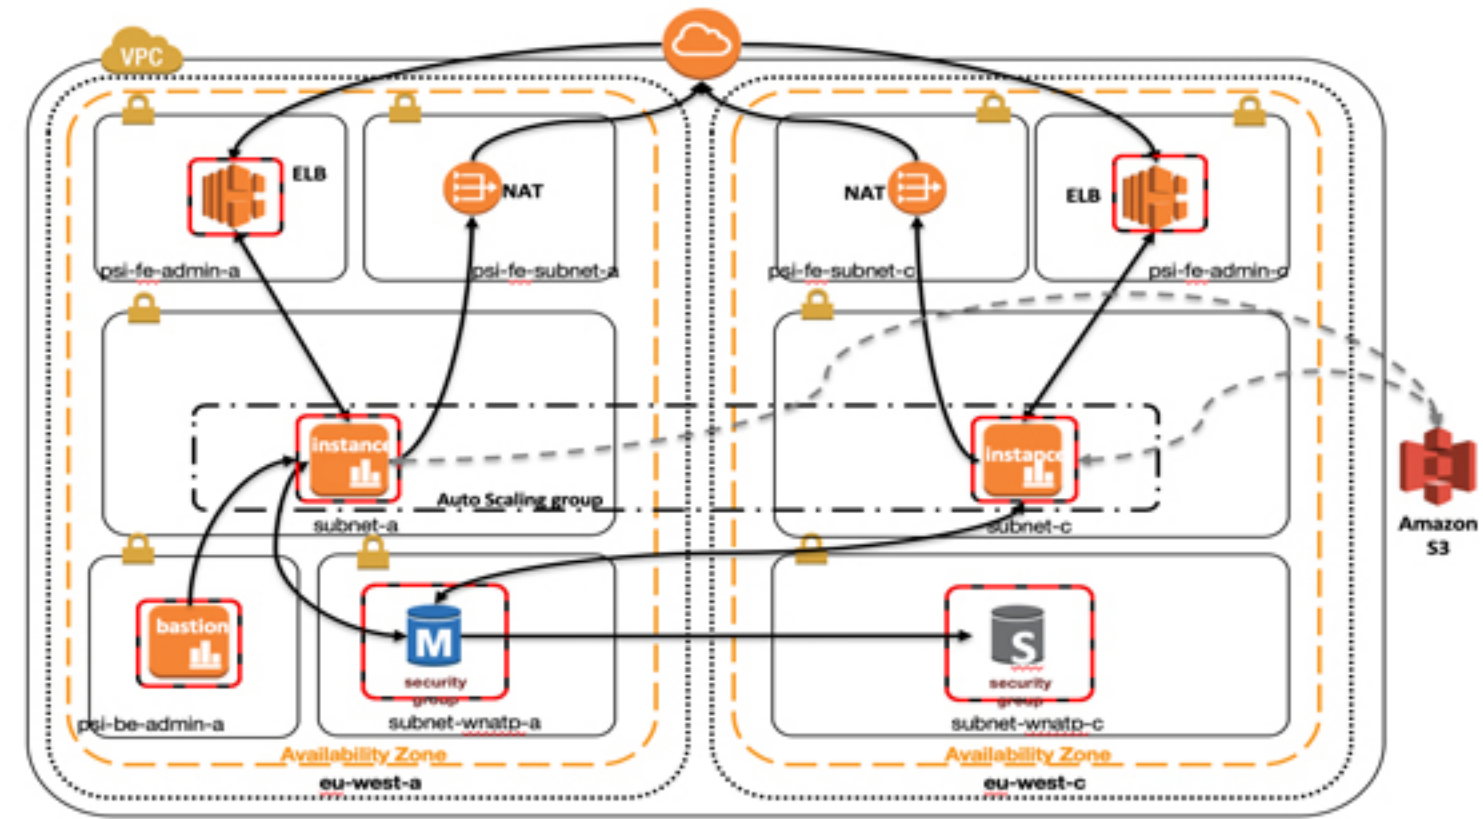 VPC
ELB
NAT
NAT
ELB
psi-fe-admin-a
psi-fe-subnet-a
psi-fe-subnet-c
psi-fe-admin-c
instance
instance
Auto Scaling group
subnet-a
subnet-c
Amazon
S3
bastion
M
S
security
group
security
group
psi-be-admin-a
subnet-wnatp-a
subnet-wnatp-c
Availability Zone
Availability Zone
eu-west-a
eu-west-c